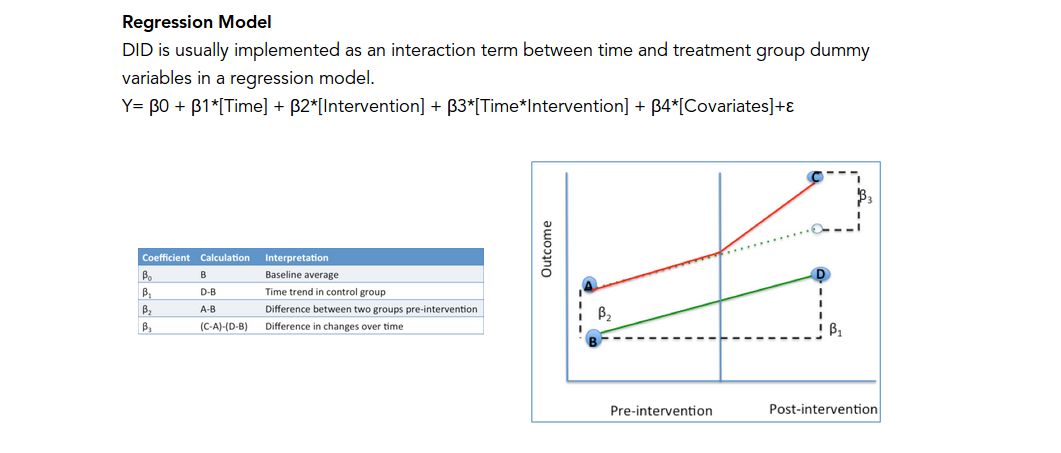 Regression Model
DID is usually implemented as an interaction term between time and treatment group dummy
variables in a regression model.
Y= β0 + β1*[Time] + β2*[Intervention] + β3*[Time*Intervention] + β4*[Covariates]+ε
Coefficient Calculation Interpretation
β₀ B Baseline average
β₁ D-B Time trend in control group
β₂ A-B Difference between two groups pre-intervention
β₃ (C-A)-(D-B) Difference in changes over time
Outcome
C
β₃
A
D
β₂
β₁
B
Pre-intervention
Post-intervention